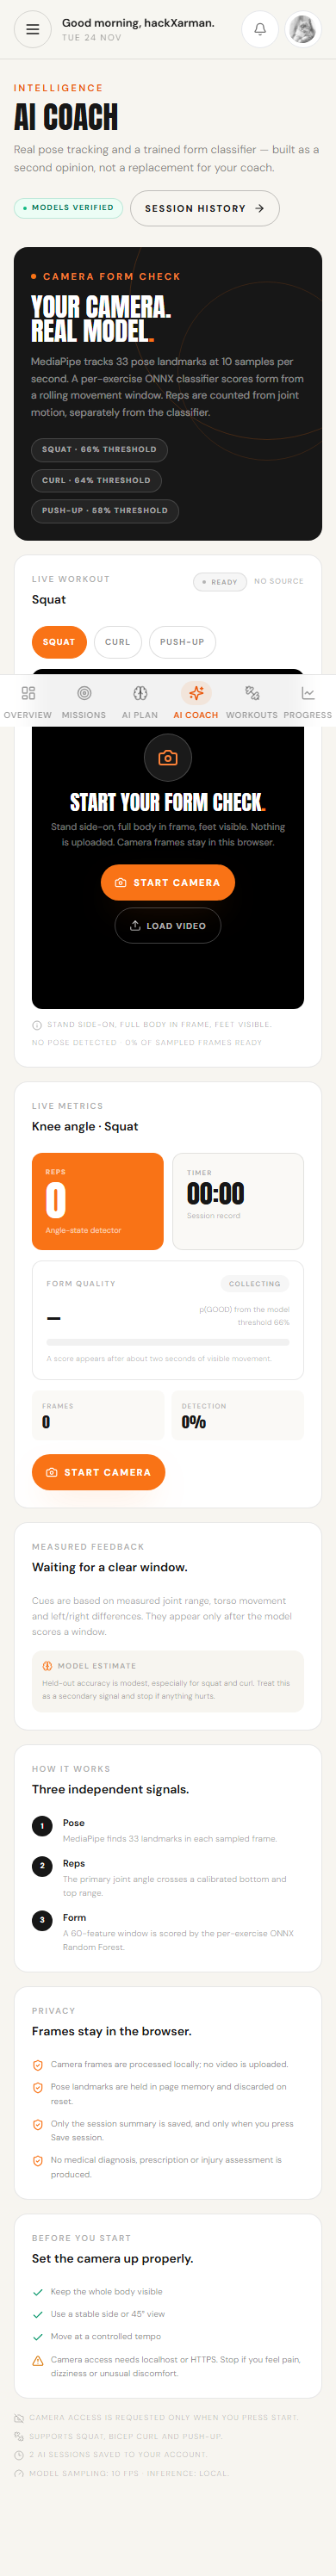 Good morning, hackXarman.
TUE 24 NOV
INTELLIGENCE
AI COACH
Real pose tracking and a trained form classifier — built as a
second opinion, not a replacement for your coach.
MODELS VERIFIED
SESSION HISTORY →
CAMERA FORM CHECK
YOUR CAMERA.
REAL MODEL.
MediaPipe tracks 33 pose landmarks at 10 samples per
second. A per-exercise ONNX classifier scores form from
a rolling movement window. Reps are counted from joint
motion, separately from the classifier.
SQUAT · 66% THRESHOLD
CURL · 64% THRESHOLD
PUSH-UP · 58% THRESHOLD
LIVE WORKOUT
READY
NO SOURCE
Squat
SQUAT
CURL
PUSH-UP
OVERVIEW
MISSIONS
AI PLAN
AI COACH
WORKOUTS
PROGRESS
START YOUR FORM CHECK.
Stand side-on, full body in frame, feet visible. Nothing
is uploaded. Camera frames stay in this browser.
START CAMERA
LOAD VIDEO
STAND SIDE-ON, FULL BODY IN FRAME, FEET VISIBLE.
NO POSE DETECTED · 0% OF SAMPLED FRAMES READY
LIVE METRICS
Knee angle · Squat
REPS
0
Angle-state detector
TIMER
00:00
Session record
FORM QUALITY
COLLECTING
–
p(GOOD) from the model
threshold 66%
A score appears after about two seconds of visible movement.
FRAMES
0
DETECTION
0%
START CAMERA
MEASURED FEEDBACK
Waiting for a clear window.
Cues are based on measured joint range, torso movement
and left/right differences. They appear only after the model
scores a window.
MODEL ESTIMATE
Held-out accuracy is modest, especially for squat and curl. Treat this
as a secondary signal and stop if anything hurts.
HOW IT WORKS
Three independent signals.
1
Pose
MediaPipe finds 33 landmarks in each sampled frame.
2
Reps
The primary joint angle crosses a calibrated bottom and
top range.
3
Form
A 60-feature window is scored by the per-exercise ONNX
Random Forest.
PRIVACY
Frames stay in the browser.
Camera frames are processed locally; no video is uploaded.
Pose landmarks are held in page memory and discarded on
reset.
Only the session summary is saved, and only when you press
Save session.
No medical diagnosis, prescription or injury assessment is
produced.
BEFORE YOU START
Set the camera up properly.
Keep the whole body visible
Use a stable side or 45° view
Move at a controlled tempo
Camera access needs localhost or HTTPS. Stop if you feel pain,
dizziness or unusual discomfort.
CAMERA ACCESS IS REQUESTED ONLY WHEN YOU PRESS START.
SUPPORTS SQUAT, BICEP CURL AND PUSH-UP.
2 AI SESSIONS SAVED TO YOUR ACCOUNT.
MODEL SAMPLING: 10 FPS · INFERENCE: LOCAL.